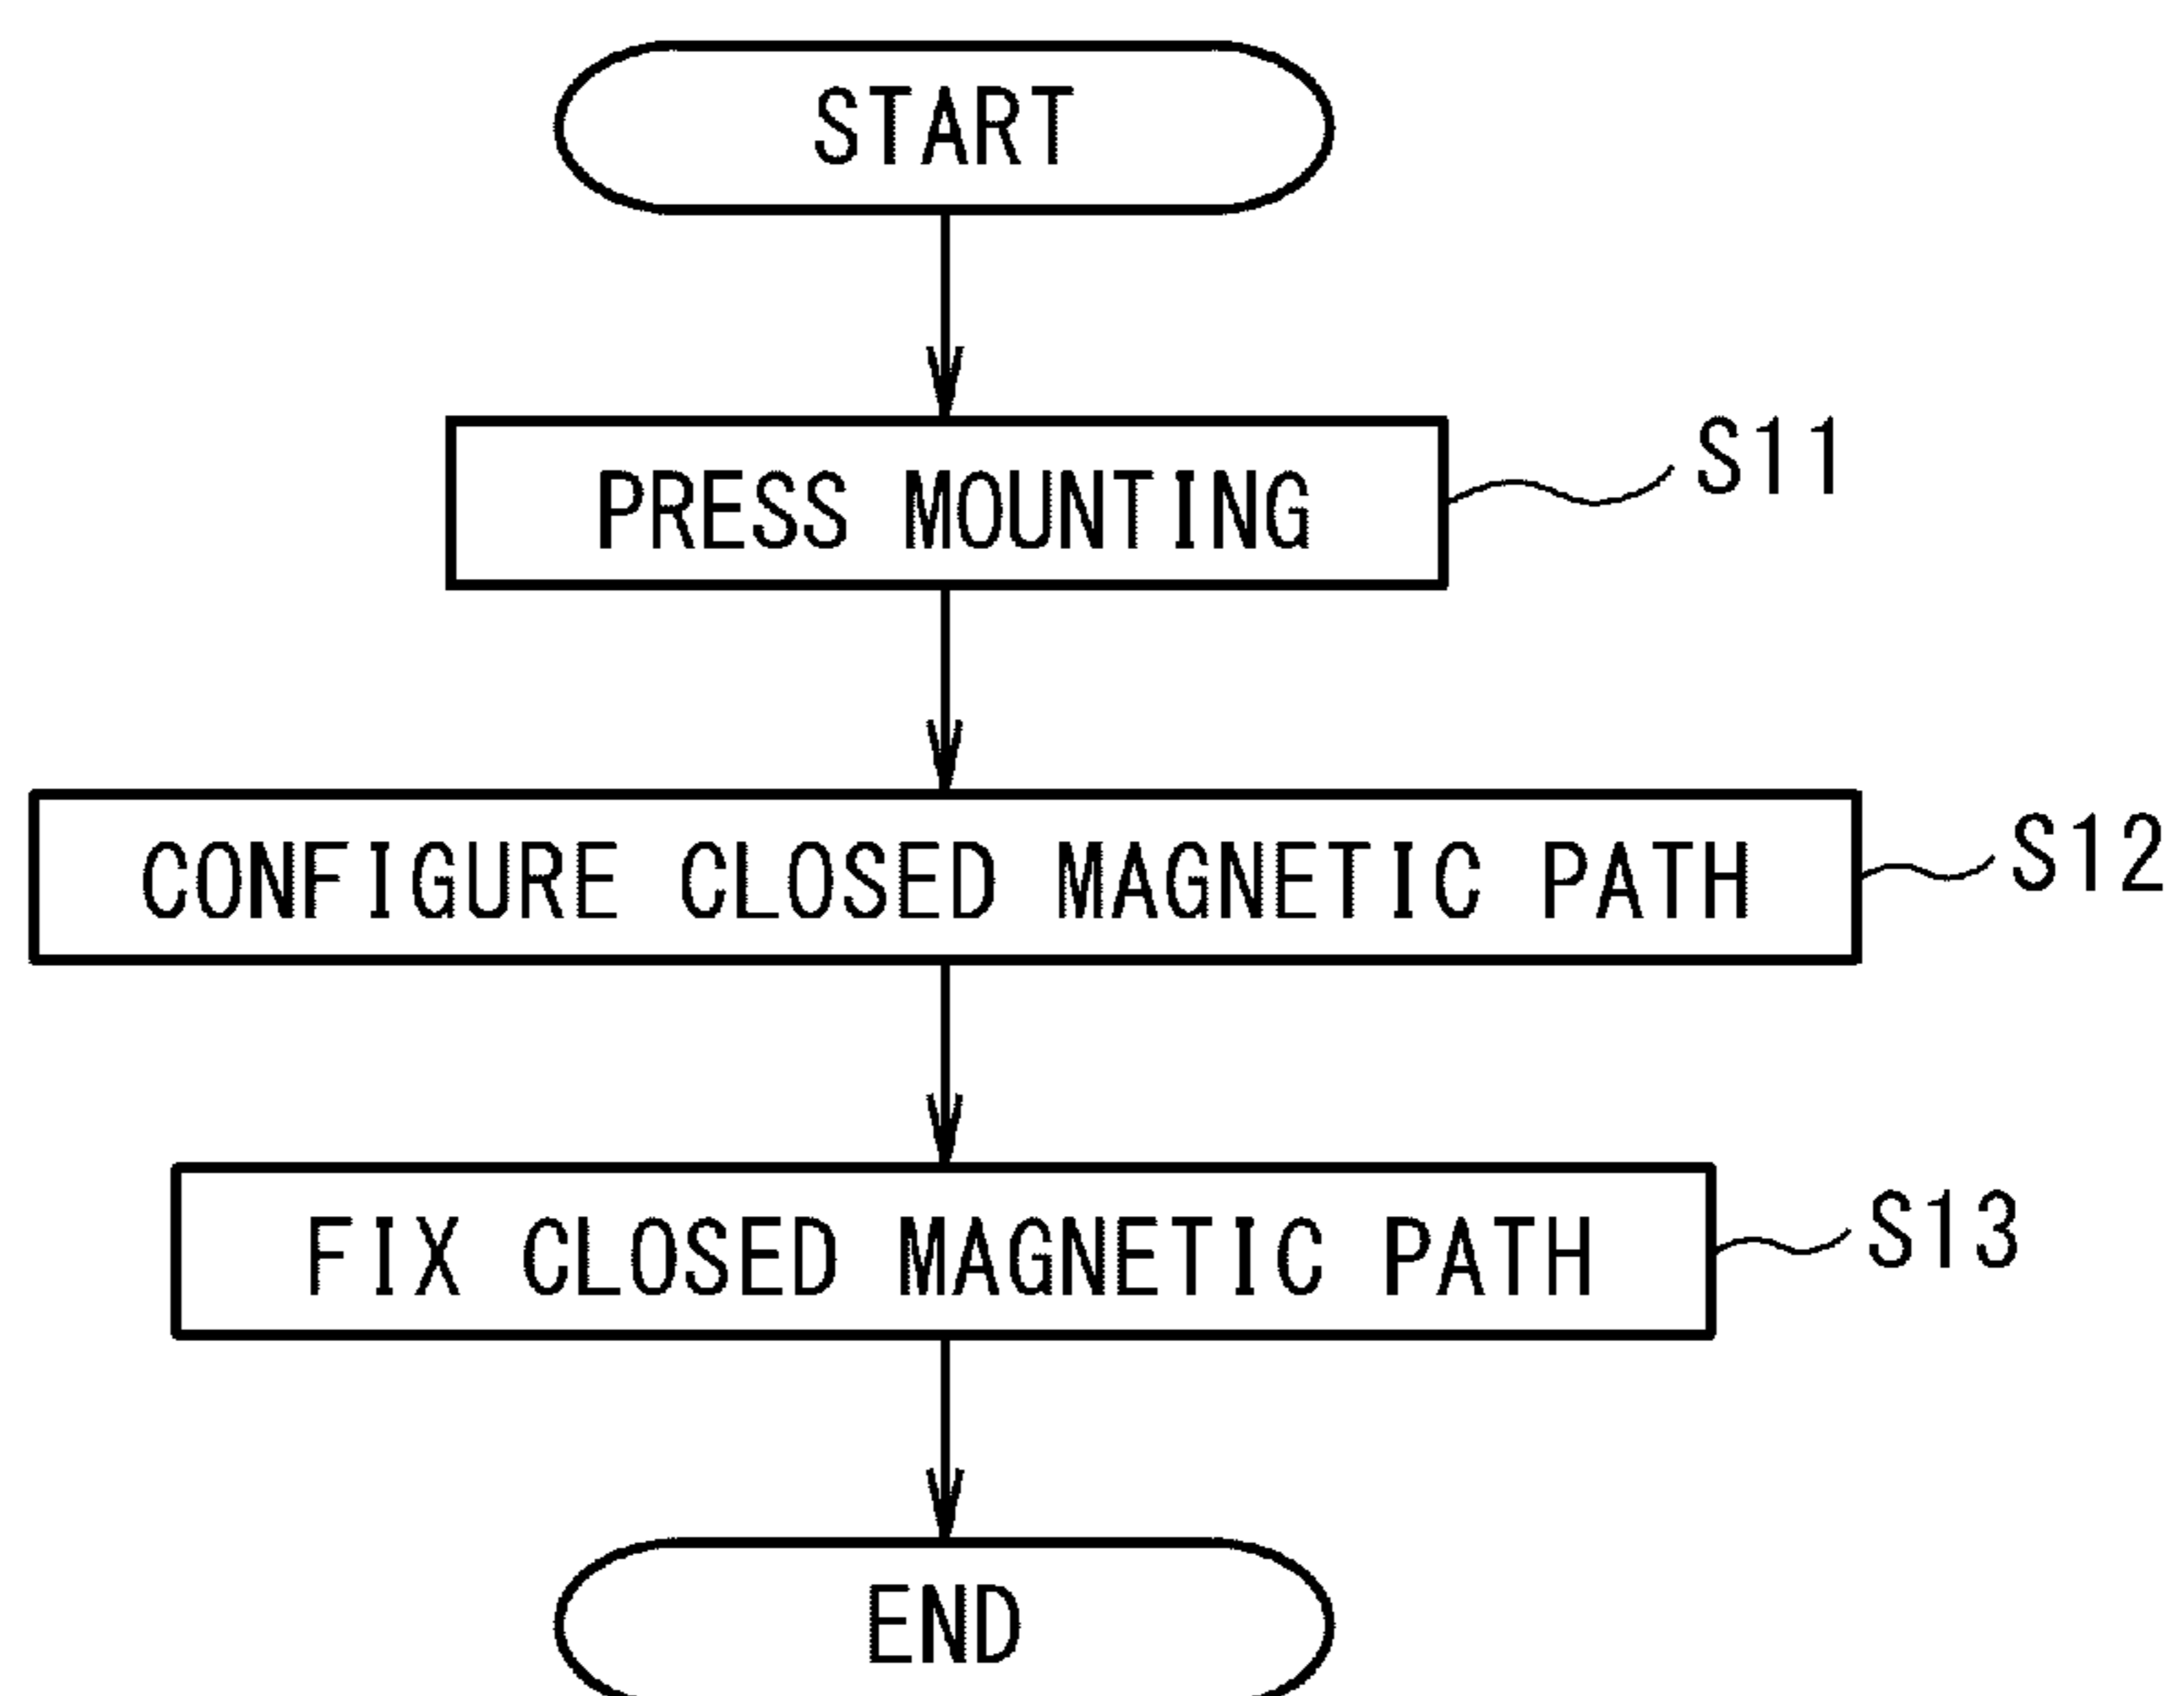 START
PRESS MOUNTING
S11
CONFIGURE CLOSED MAGNETIC PATH
S12
FIX CLOSED MAGNETIC PATH
S13
END